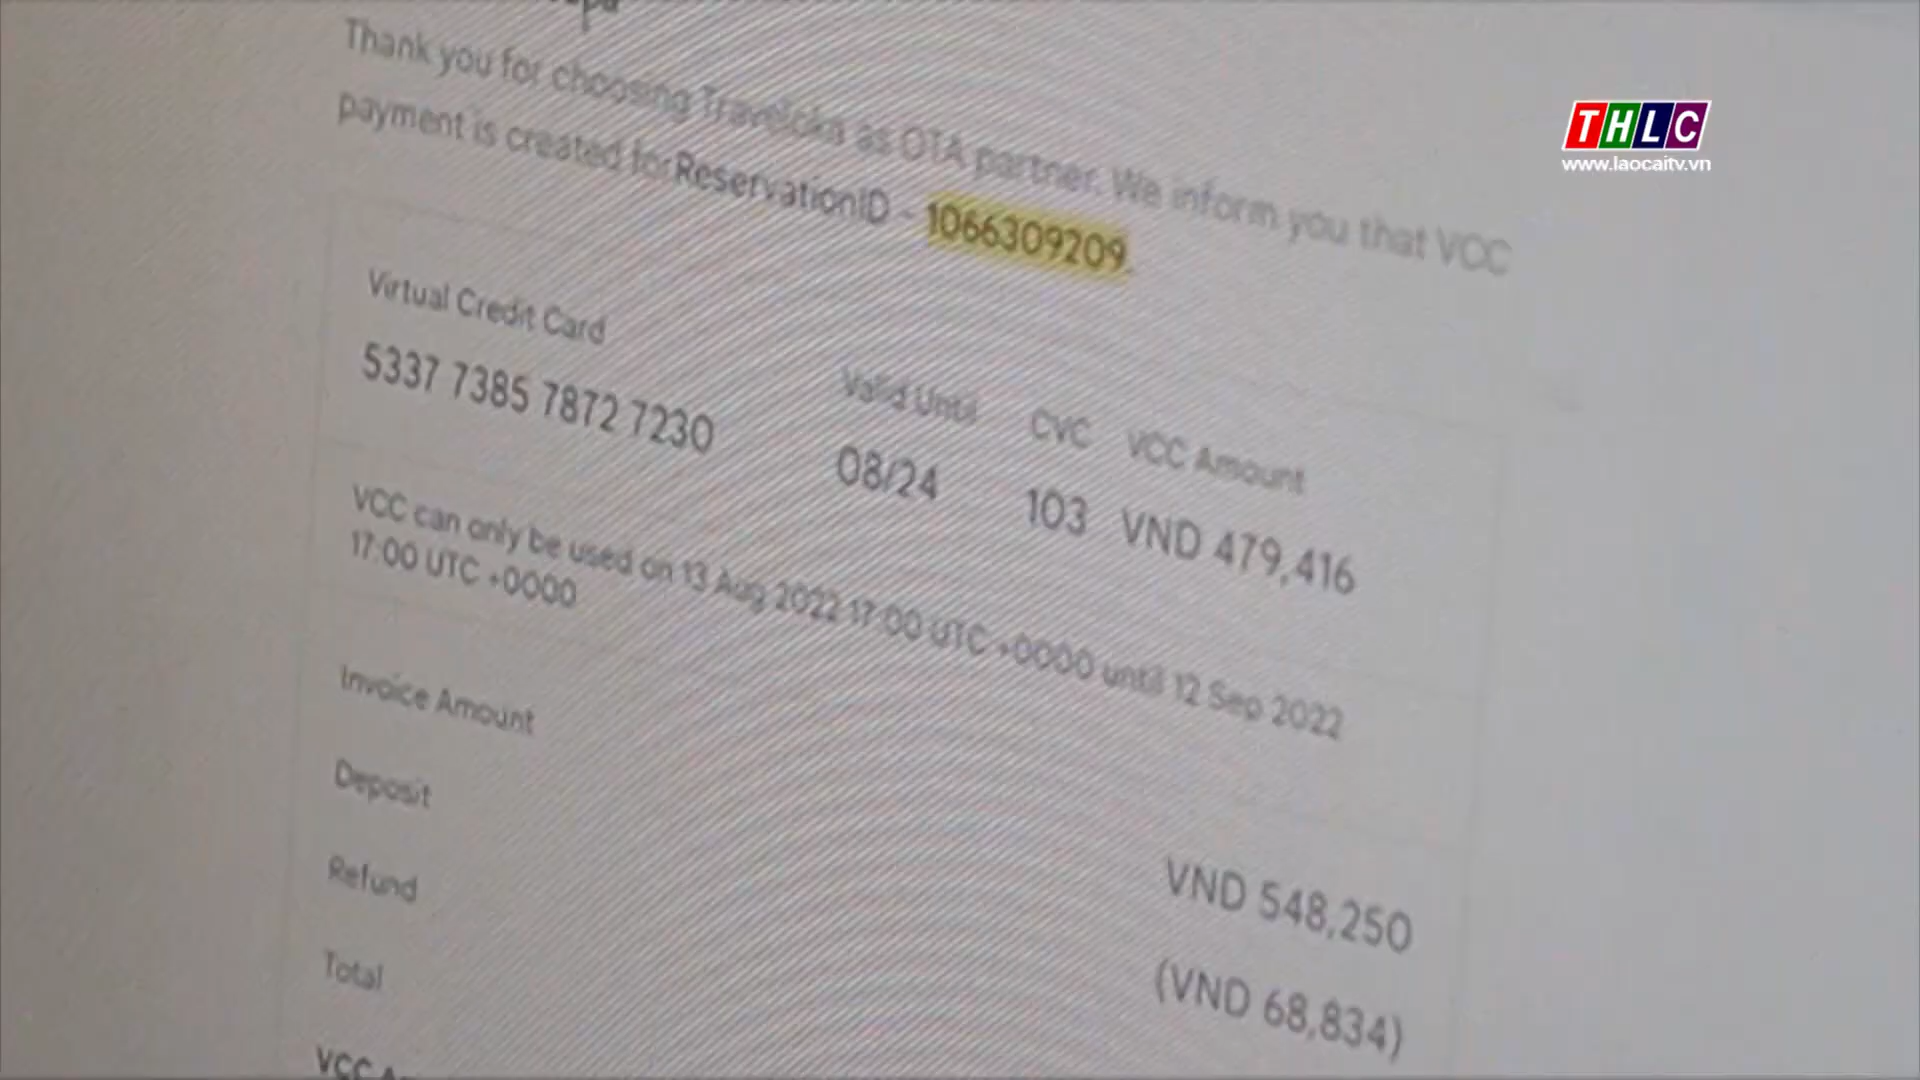 Thank you for choosing Traveloka as OTA partner. We inform you that VCC
payment is created for ReservationID - 1066309209.
Virtual Credit Card
Valid Until
CVC
VCC Amount
5337 7385 7872 7230
08/24
103
VND 479,416
VCC can only be used on 13 Aug 2022 17:00 UTC +0000 until 12 Sep 2022
17:00 UTC +0000
Invoice Amount
Deposit
VND 548,250
Refund
(VND 68,834)
Total
VCC
THLC
www.laocaitv.vn